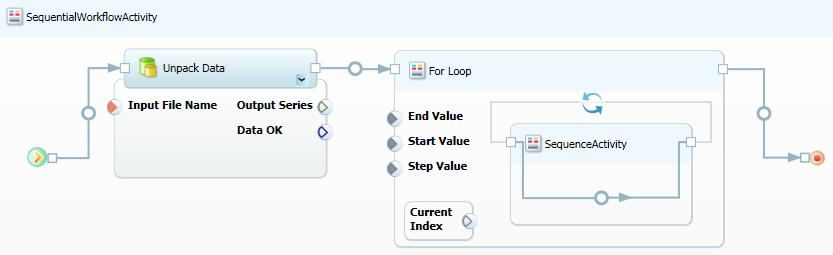 SequentialWorkflowActivity
Unpack Data
Input File Name
Output Series
Data OK
For Loop
End Value
Start Value
Step Value
SequenceActivity
Current
Index